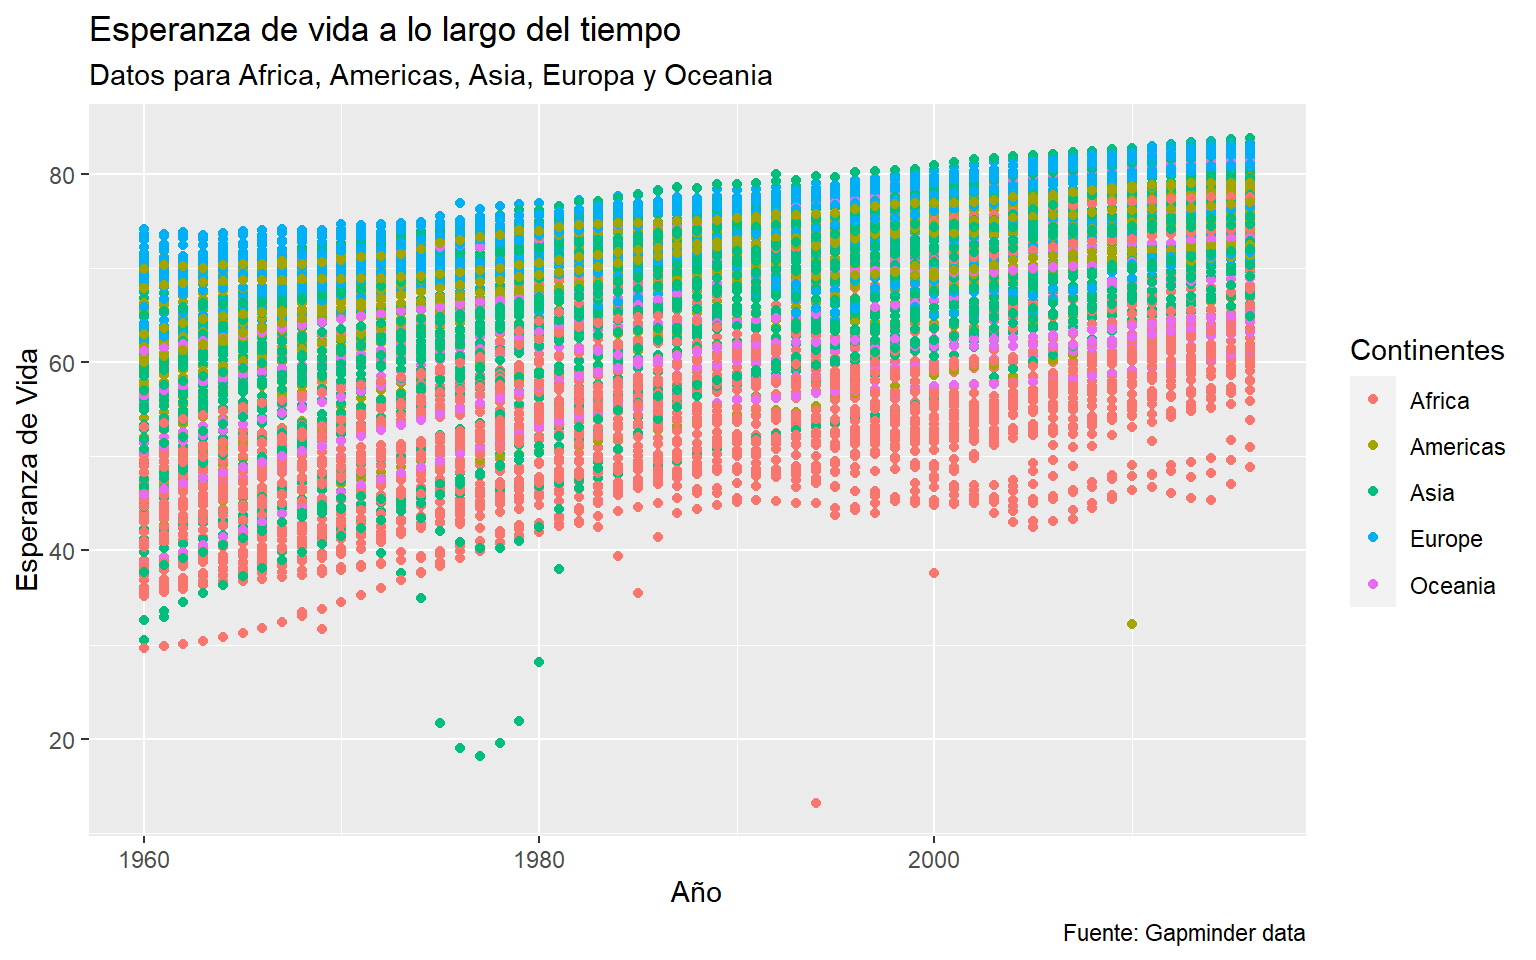 Esperanza de vida a lo largo del tiempo
Datos para Africa, Americas, Asia, Europa y Oceania
Esperanza de Vida
80
60
40
20
1960
1980
2000
Año
Continentes
Africa
Americas
Asia
Europe
Oceania
Fuente: Gapminder data